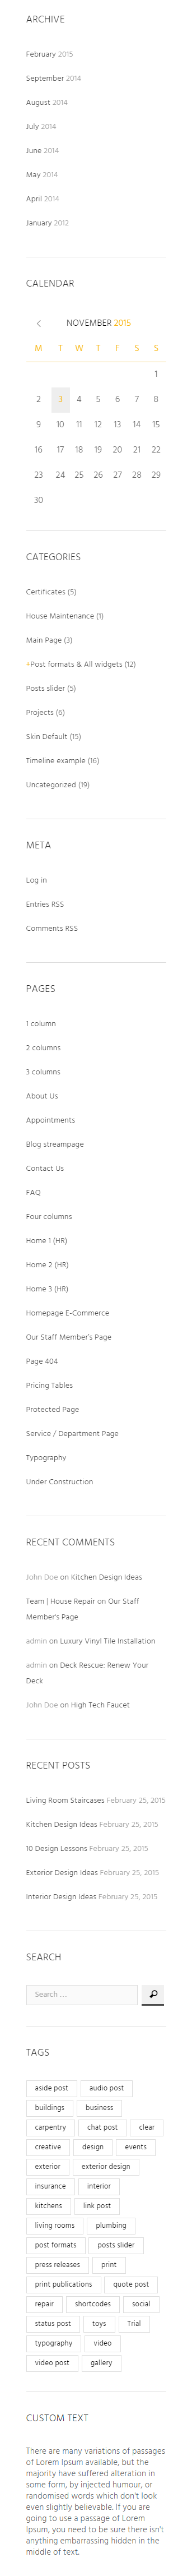 ARCHIVE
February 2015
September 2014
August 2014
July 2014
June 2014
May 2014
April 2014
January 2012
CALENDAR
NOVEMBER 2015
M T W T F S S
1
2 3 4 5 6 7 8
9 10 11 12 13 14 15
16 17 18 19 20 21 22
23 24 25 26 27 28 29
30
CATEGORIES
Certificates (5)
House Maintenance (1)
Main Page (3)
+Post formats & All widgets (12)
Posts slider (5)
Projects (6)
Skin Default (15)
Timeline example (16)
Uncategorized (19)
META
Log in
Entries RSS
Comments RSS
PAGES
1 column
2 columns
3 columns
About Us
Appointments
Blog streampage
Contact Us
FAQ
Four columns
Home 1 (HR)
Home 2 (HR)
Home 3 (HR)
Homepage E-Commerce
Our Staff Member's Page
Page 404
Pricing Tables
Protected Page
Service / Department Page
Typography
Under Construction
RECENT COMMENTS
John Doe on Kitchen Design Ideas
Team | House Repair on Our Staff
Member's Page
admin on Luxury Vinyl Tile Installation
admin on Deck Rescue: Renew Your
Deck
John Doe on High Tech Faucet
RECENT POSTS
Living Room Staircases February 25, 2015
Kitchen Design Ideas February 25, 2015
10 Design Lessons February 25, 2015
Exterior Design Ideas February 25, 2015
Interior Design Ideas February 25, 2015
SEARCH
Search …
TAGS
aside post audio post
buildings business
carpentry chat post clear
creative design events
exterior exterior design
insurance interior
kitchens link post
living rooms plumbing
post formats posts slider
press releases print
print publications quote post
repair shortcodes social
status post toys Trial
typography video
video post gallery
CUSTOM TEXT
There are many variations of passages
of Lorem Ipsum available, but the
majority have suffered alteration in
some form, by injected humour, or
randomised words which don't look
even slightly believable. If you are
going to use a passage of Lorem
Ipsum, you need to be sure there isn't
anything embarrassing hidden in the
middle of text.